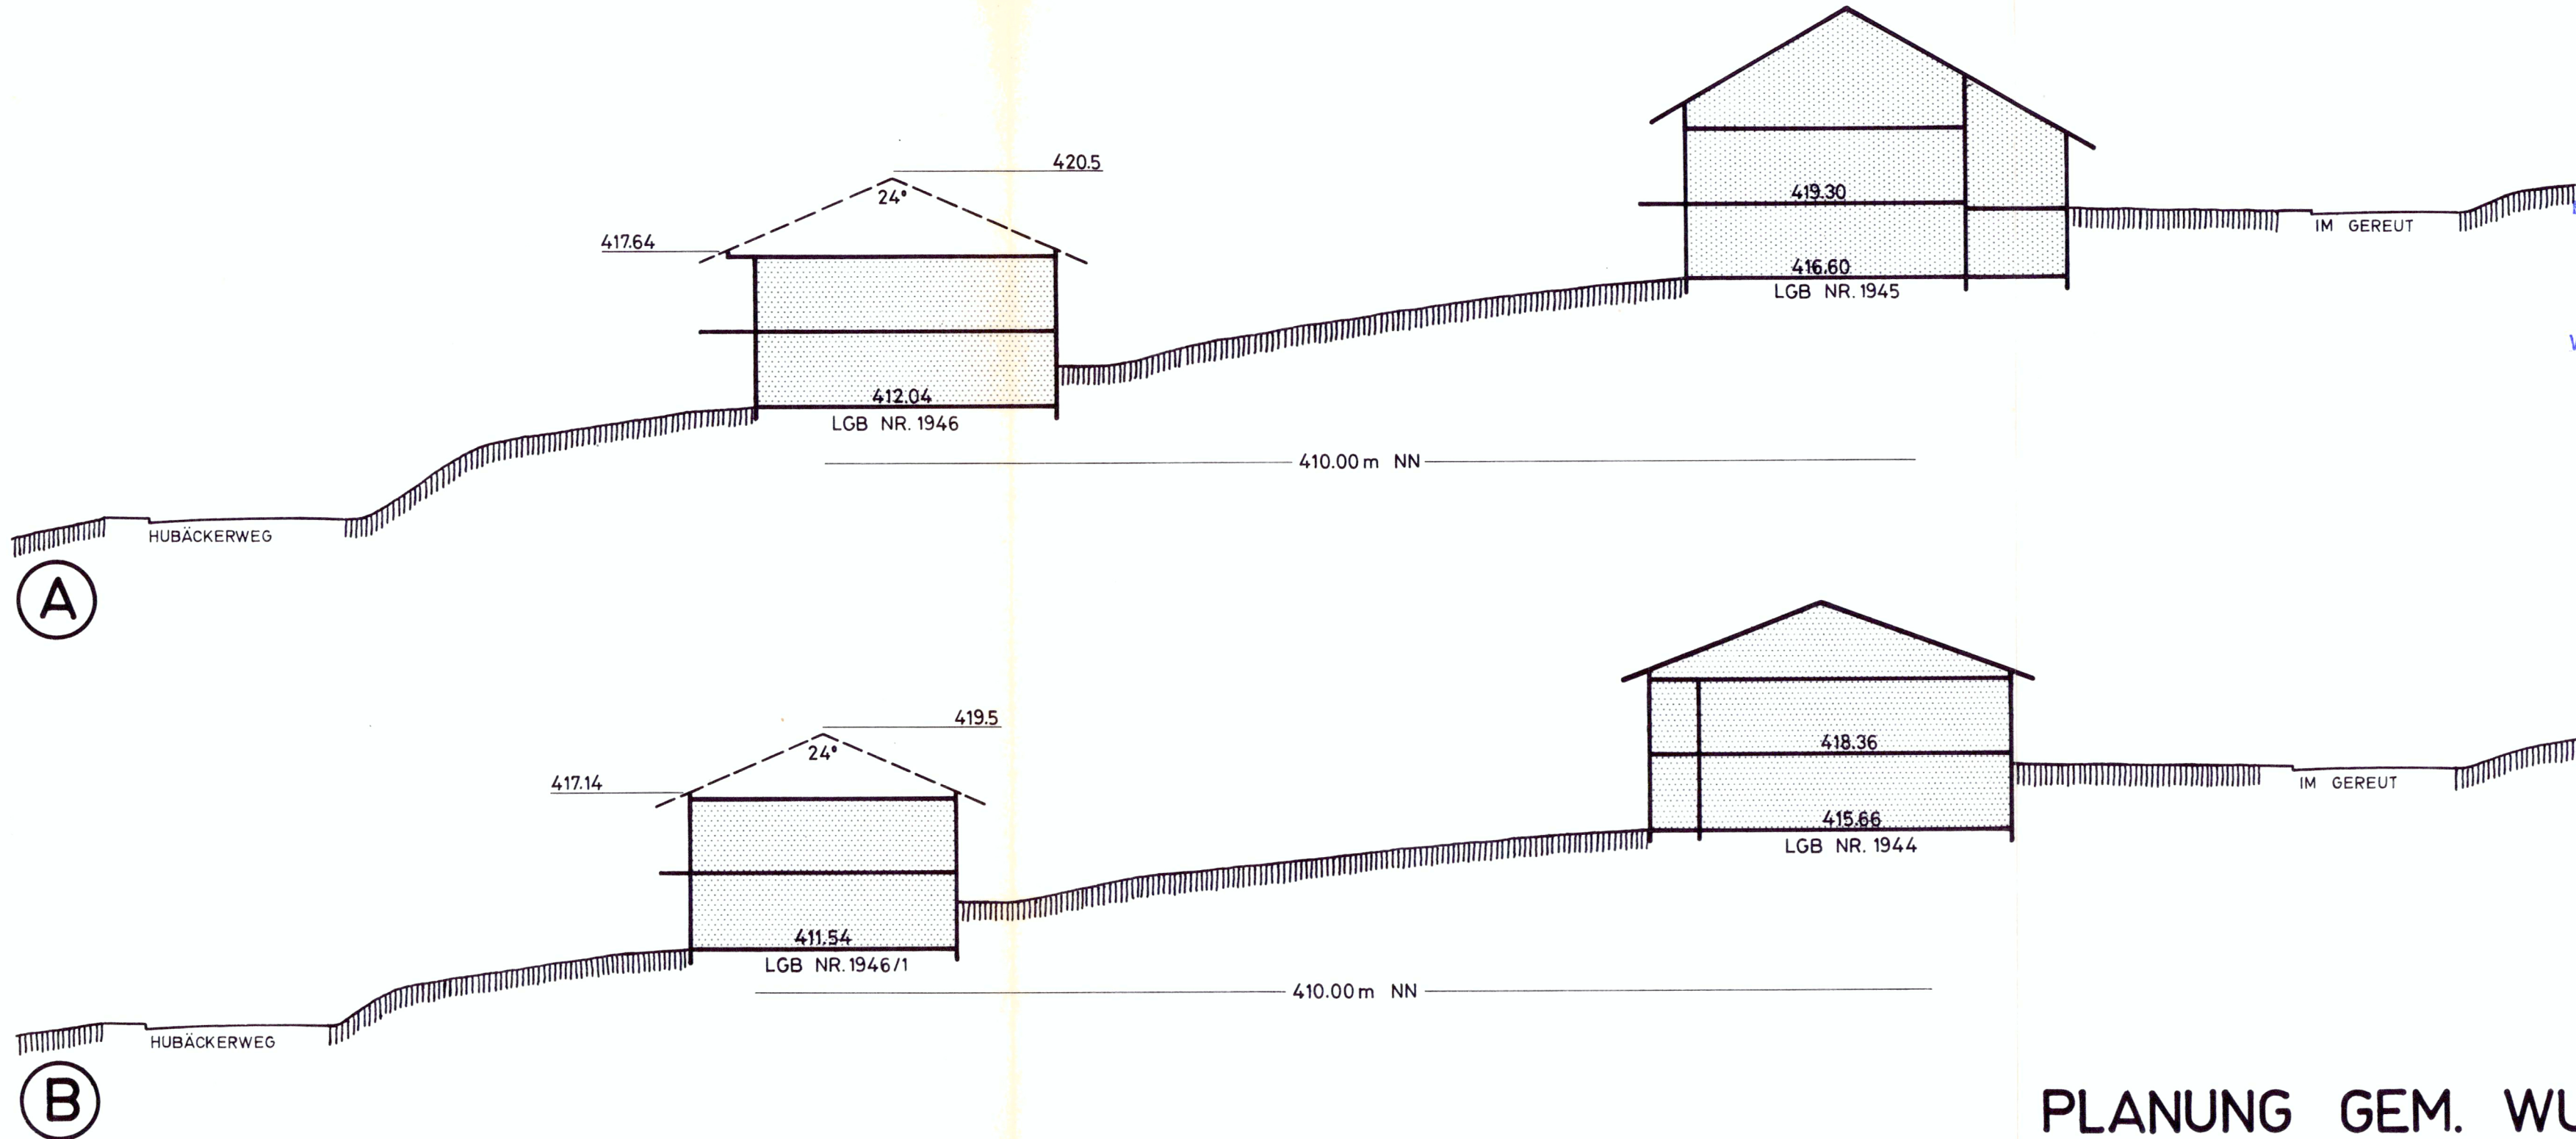 420.5
24°
417.64
419.30
IM GEREUT
416.60
LGB NR. 1945
412.04
LGB NR. 1946
410.00 m NN
HUBÄCKERWEG
A
419.5
24°
417.14
418.36
IM GEREUT
415.66
LGB NR. 1944
411.54
LGB NR. 1946/1
410.00 m NN
HUBÄCKERWEG
B
PLANUNG GEM.